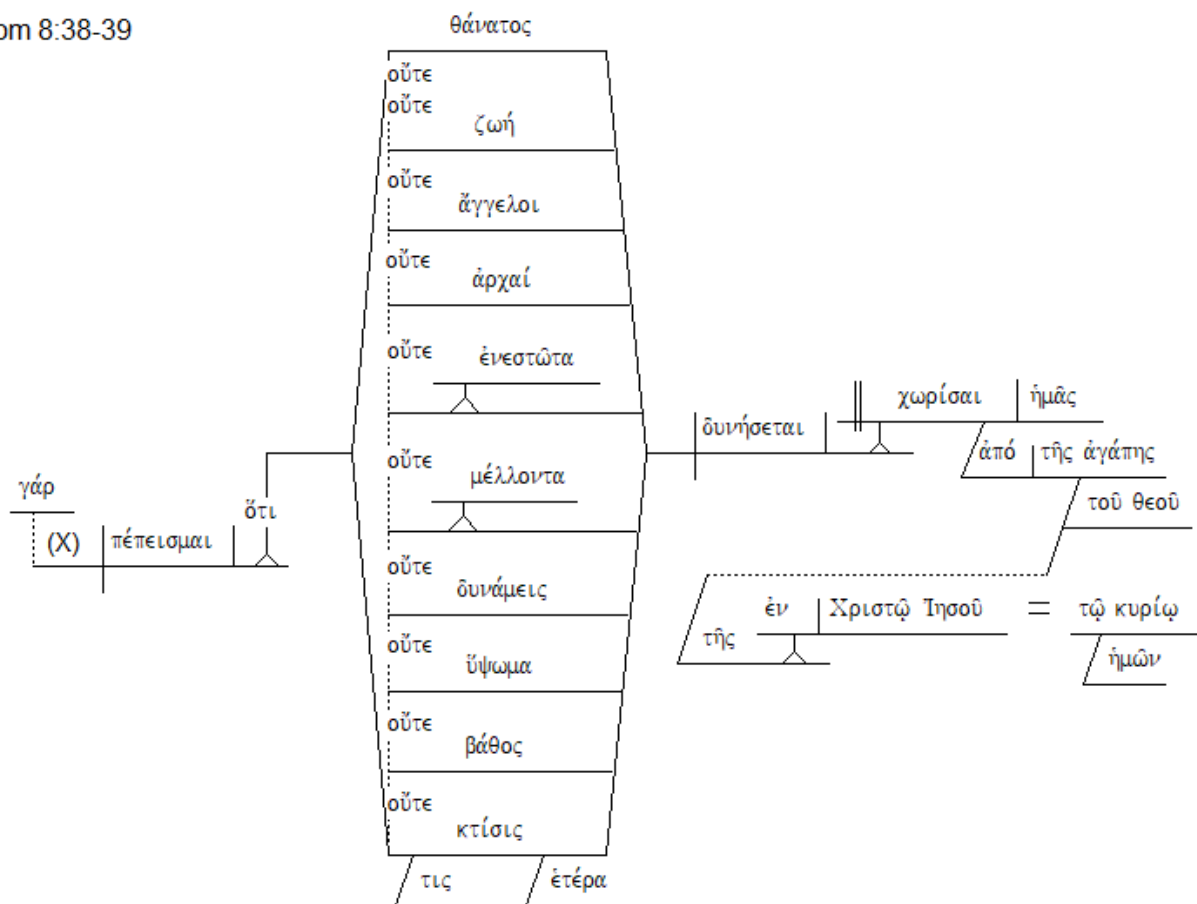 om 8:38-39
θάνατος
οὔτε
οὔτε
ζωή
οὔτε
ἄγγελοι
οὔτε
ἀρχαί
οὔτε ἐνεστῶτα
χωρίσαι ἡμᾶς
δυνήσεται
οὔτε
ἀπό τῆς ἀγάπης
μέλλοντα
γάρ
ὅτι
τοῦ θεοῦ
(X) πέπεισμαι
οὔτε
δυνάμεις
ἐν Χριστῷ Ἰησοῦ = τῷ κυρίῳ
τῆς
οὔτε
ὕψωμα
ἡμῶν
οὔτε
βάθος
οὔτε
κτίσις
τις ἑτέρα